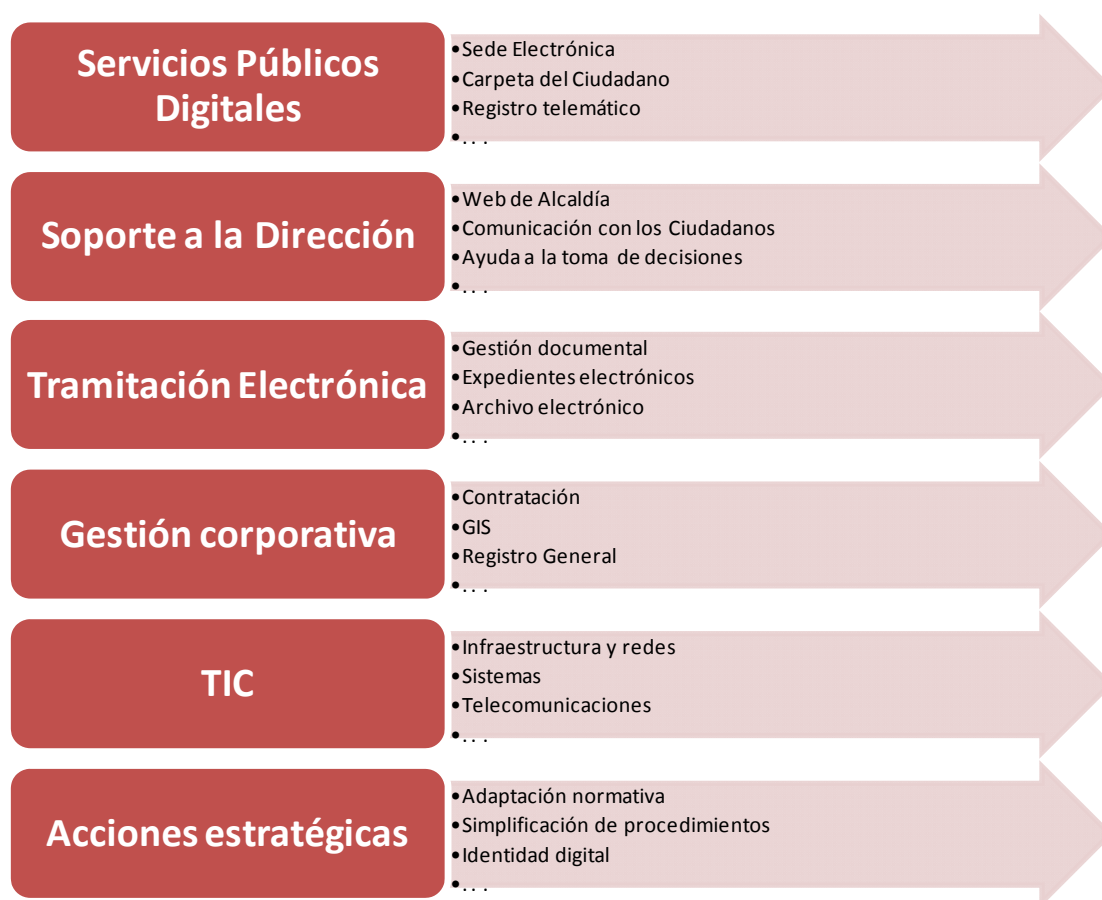 Servicios Públicos
Digitales
•Sede Electrónica
•Carpeta del Ciudadano
•Registro telemático
•. . .
Soporte a la Dirección
•Web de Alcaldía
•Comunicación con los Ciudadanos
•Ayuda a la toma de decisiones
•. . .
Tramitación Electrónica
•Gestión documental
•Expedientes electrónicos
•Archivo electrónico
•. . .
Gestión corporativa
•Contratación
•GIS
•Registro General
•. . .
TIC
•Infraestructura y redes
•Sistemas
•Telecomunicaciones
•. . .
Acciones estratégicas
•Adaptación normativa
•Simplificación de procedimientos
•Identidad digital
•. . .